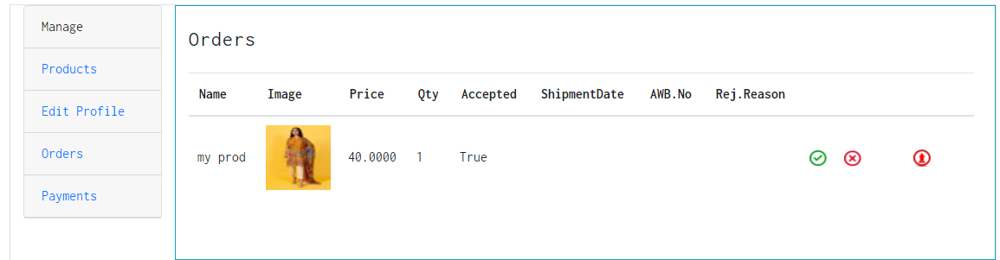 Manage
Products
Edit Profile
Orders
Payments
Orders
Name Image Price Qty Accepted ShipmentDate AWB.No Rej.Reason
my prod 40.0000 1 True